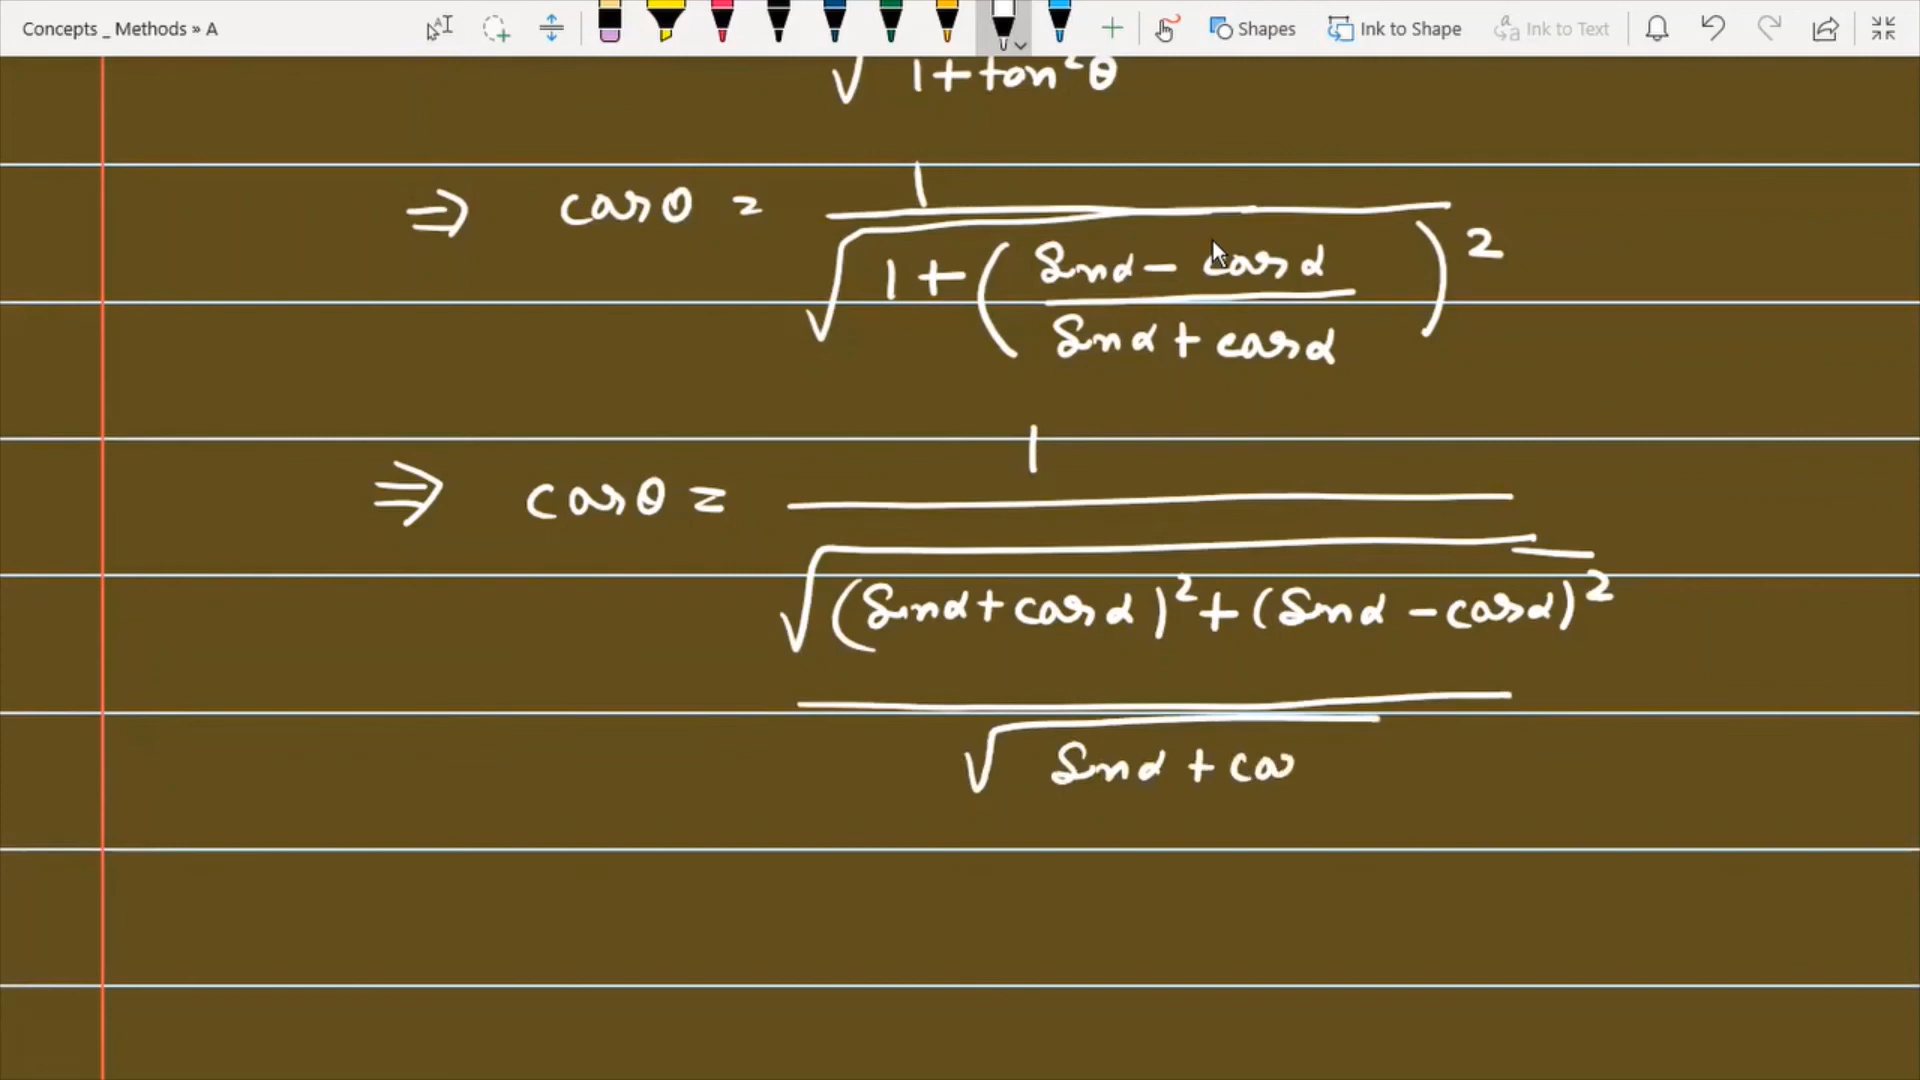 Concepts _ Methods » A
Shapes
Ink to Shape
Ink to Text
√ 1+tan²θ
⇒ cosθ = 1
√ 1+( sinα - cosα )²
sinα + cosα
⇒ cosθ = 1
√ (sinα+cosα)²+(sinα -cosα)²
√ sinα + cos